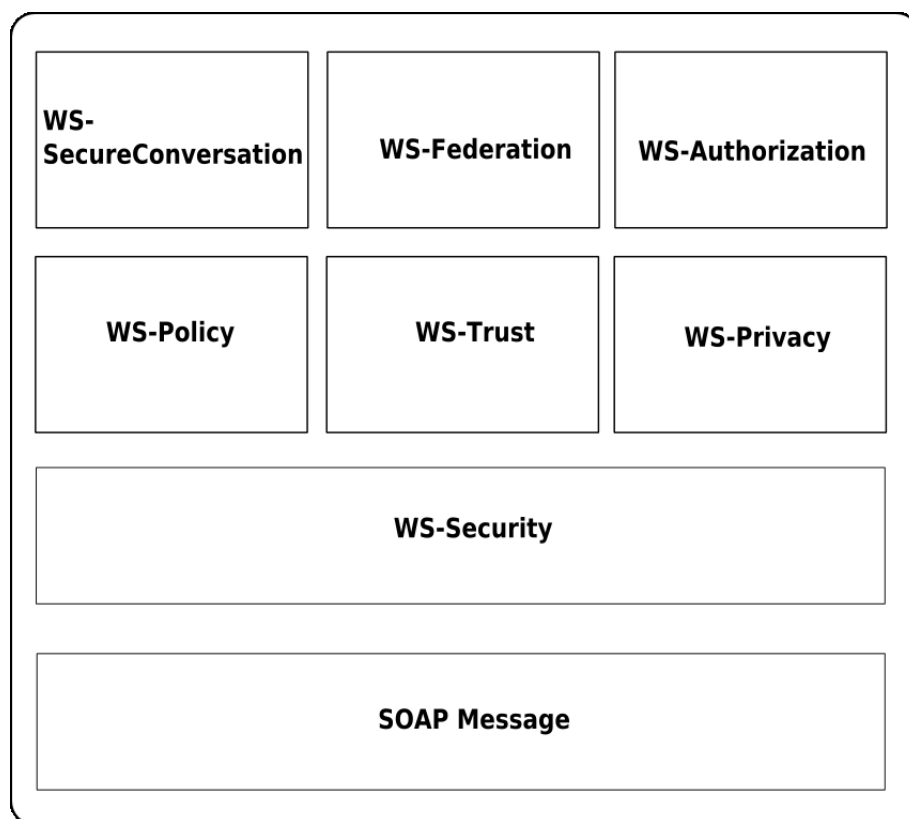 WS-
SecureConversation
WS-Federation
WS-Authorization
WS-Policy
WS-Trust
WS-Privacy
WS-Security
SOAP Message